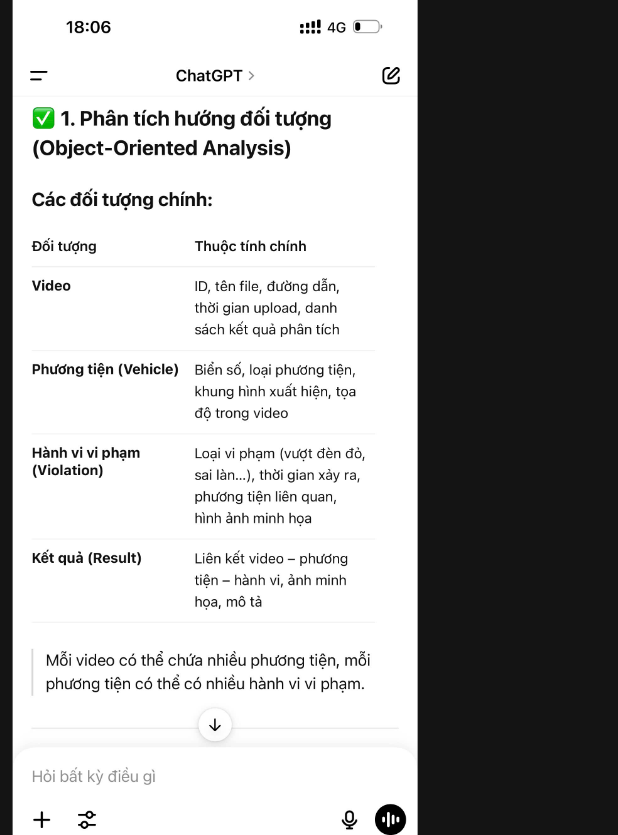 18:06
4G
ChatGPT
✅ 1. Phân tích hướng đối tượng
(Object-Oriented Analysis)
Các đối tượng chính:
Đối tượng Thuộc tính chính
Video ID, tên file, đường dẫn,
thời gian upload, danh
sách kết quả phân tích
Phương tiện (Vehicle) Biển số, loại phương tiện,
khung hình xuất hiện, tọa
độ trong video
Hành vi vi phạm
(Violation)
Loại vi phạm (vượt đèn đỏ,
sai làn...), thời gian xảy ra,
phương tiện liên quan,
hình ảnh minh họa
Kết quả (Result) Liên kết video – phương
tiện – hành vi, ảnh minh
họa, mô tả
Mỗi video có thể chứa nhiều phương tiện, mỗi
phương tiện có thể có nhiều hành vi vi phạm.
Hỏi bất kỳ điều gì